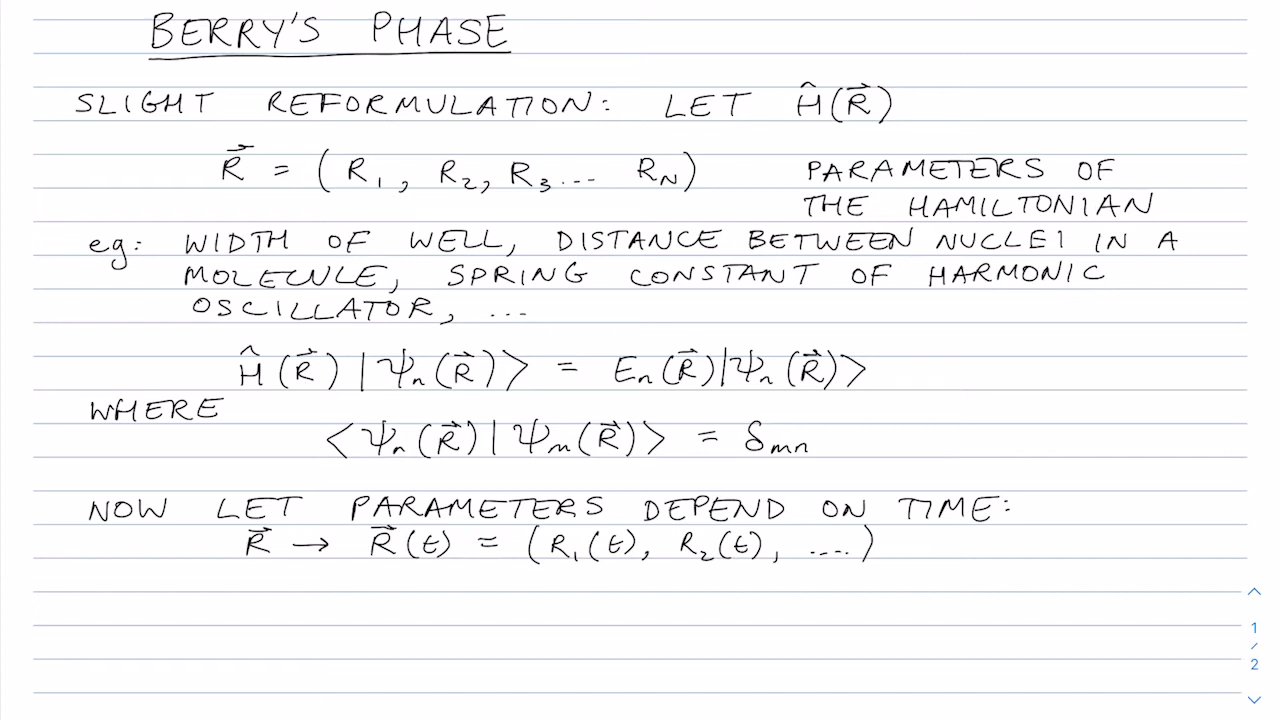 BERRY'S PHASE
SLIGHT REFORMULATION: LET Ĥ(R⃗)
R⃗ = (R₁, R₂, R₃... R_N) PARAMETERS OF
THE HAMILTONIAN
eg: WIDTH OF WELL, DISTANCE BETWEEN NUCLEI IN A
MOLECULE, SPRING CONSTANT OF HARMONIC
OSCILLATOR, ...
Ĥ(R⃗)|Ψₙ(R⃗)> = Eₙ(R⃗)|Ψₙ(R⃗)>
WHERE
<Ψₙ(R⃗)|Ψₘ(R⃗)> = δₘₙ
NOW LET PARAMETERS DEPEND ON TIME:
R⃗ → R⃗(t) = (R₁(t), R₂(t), ....)
1
/
2